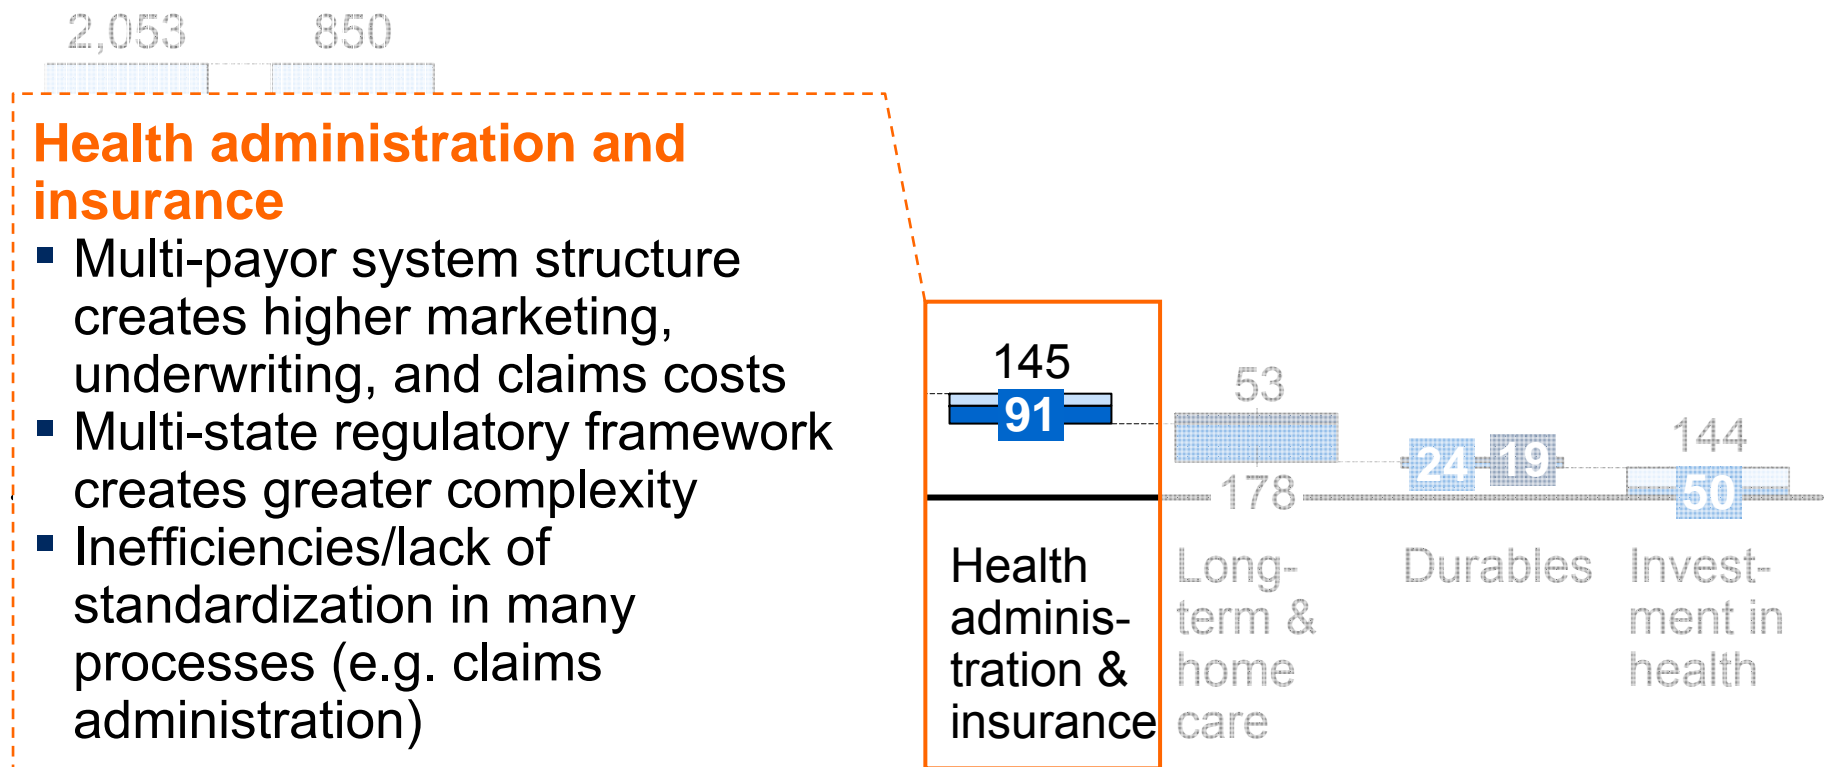 2,053 850
Health administration and
insurance
▪ Multi-payor system structure
creates higher marketing,
underwriting, and claims costs
▪ Multi-state regulatory framework
creates greater complexity
▪ Inefficiencies/lack of
standardization in many
processes (e.g. claims
administration)
145
91
53
178
24 19
144
50
Health
adminis-
tration &
insurance
Long-
term &
home
care
Durables
Invest-
ment in
health